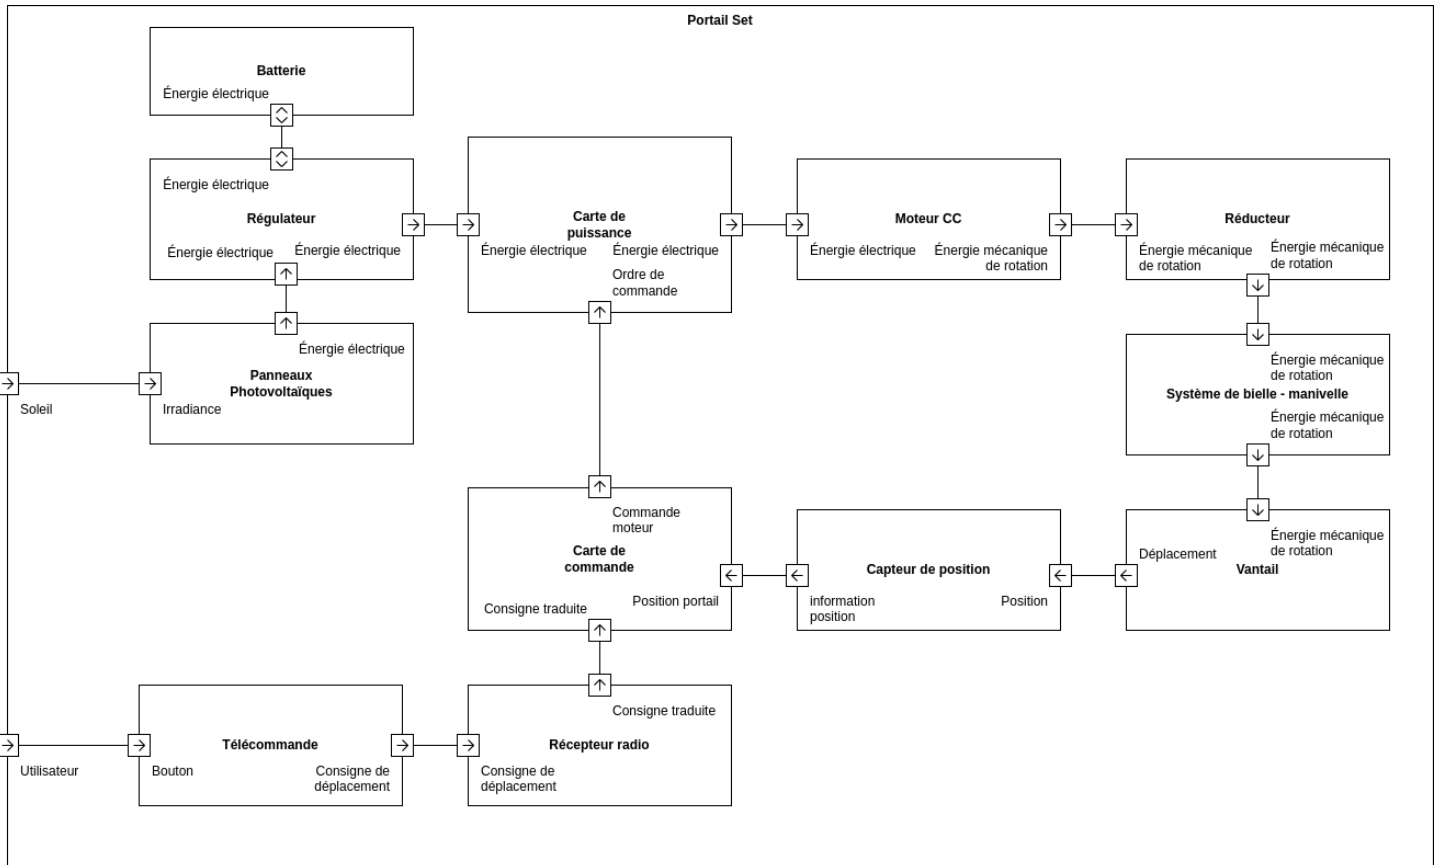 Portail Set
Batterie
Énergie électrique
Énergie électrique
Régulateur
Énergie électrique
Énergie électrique
Carte de
puissance
Énergie électrique
Énergie électrique
Ordre de
commande
Moteur CC
Énergie électrique
Énergie mécanique
de rotation
Réducteur
Énergie mécanique
de rotation
Énergie mécanique
de rotation
Énergie électrique
Panneaux
Photovoltaïques
Soleil
Irradiance
Énergie mécanique
de rotation
Système de bielle - manivelle
Énergie mécanique
de rotation
Commande
moteur
Carte de
commande
Consigne traduite
Position portail
Capteur de position
information
position
Position
Déplacement
Énergie mécanique
de rotation
Vantail
Télécommande
Utilisateur
Bouton
Consigne de
déplacement
Consigne traduite
Récepteur radio
Consigne de
déplacement